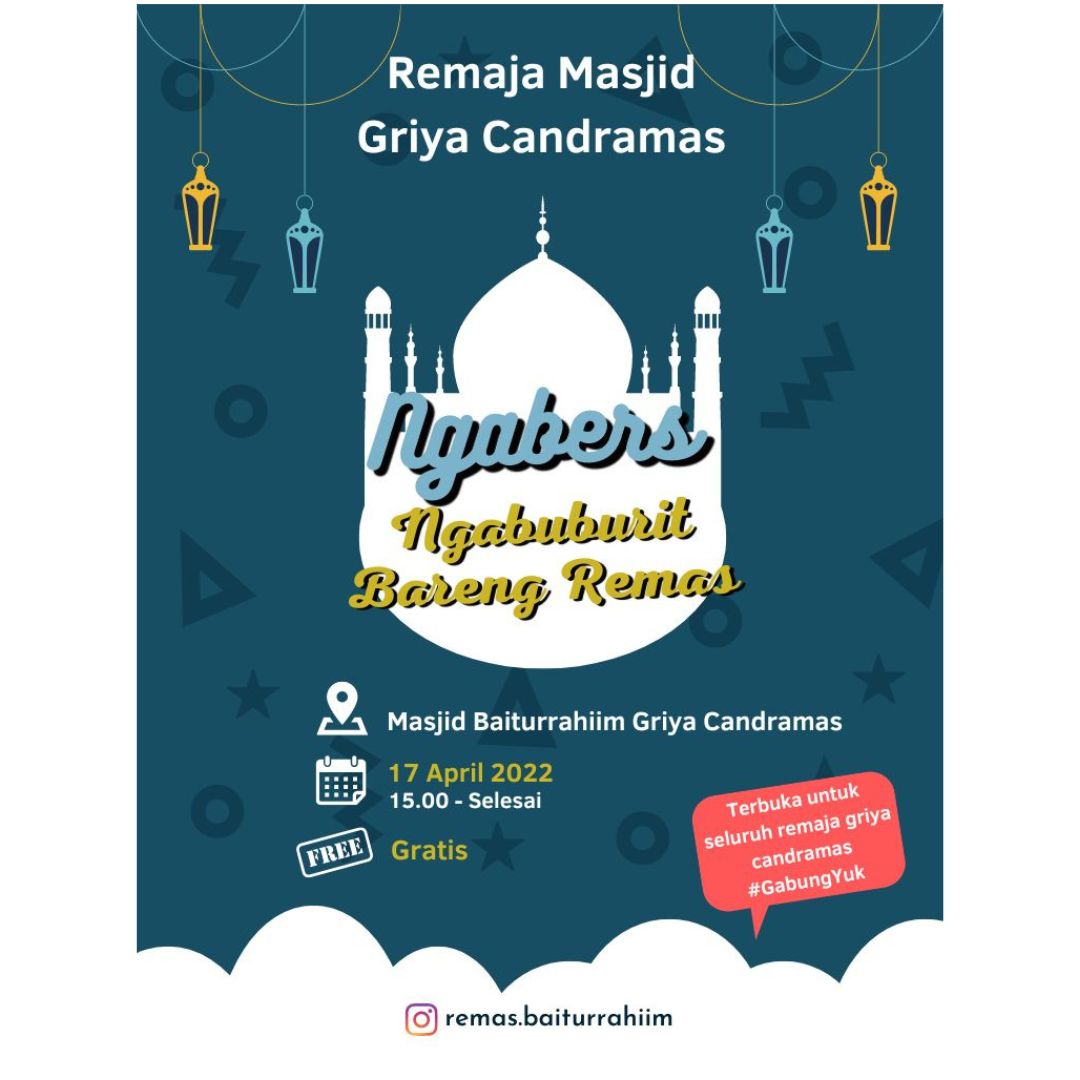 Remaja Masjid
Griya Candramas
Ngabers
Ngabuburit
Bareng Remas
Masjid Baiturrahiim Griya Candramas
17 April 2022
15.00 - Selesai
FREE
Gratis
Terbuka untuk
seluruh remaja griya
candramas
#GabungYuk
remas.baiturrahiim